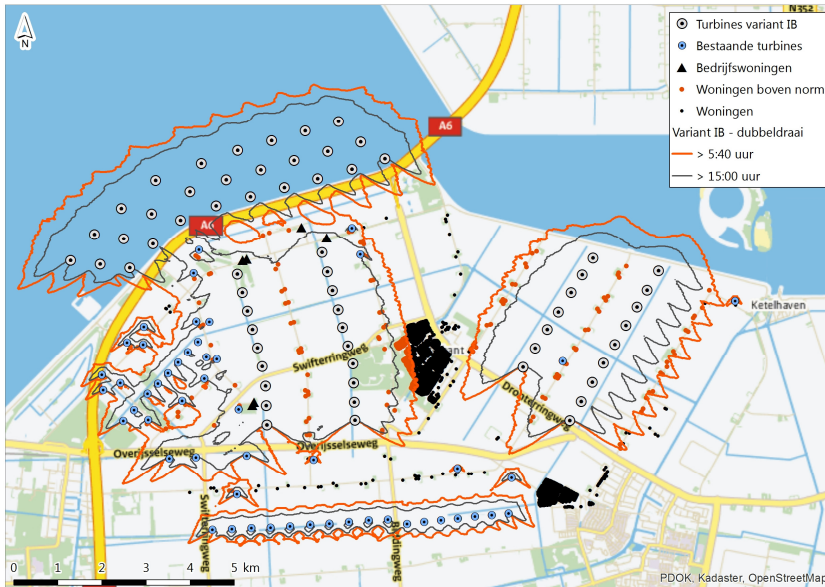 N
N352
Turbines variant IB
Bestaande turbines
Bedrijfswoningen
Woningen boven norm
Woningen
Variant IB - dubbeldraai
> 5:40 uur
> 15:00 uur
A6
A6
Ketelhaven
Swifterringweg
ant
Dronterringweg
Overijsselseweg
Overijsselseweg
Swifterringweg
0 1 2 3 4 5 km
PDOK, Kadaster, OpenStreetMap